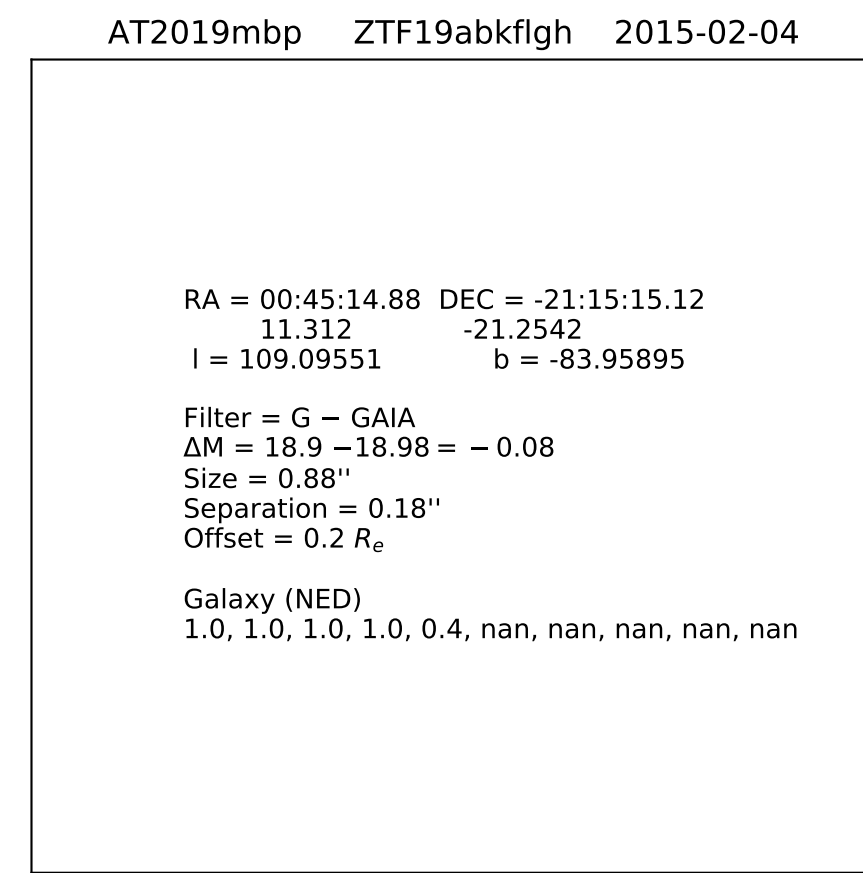 AT2019mbp ZTF19abkflgh 2015-02-04
RA = 00:45:14.88 DEC = -21:15:15.12
11.312 -21.2542
l = 109.09551 b = -83.95895
Filter = G − GAIA
ΔM = 18.9 −18.98 = − 0.08
Size = 0.88''
Separation = 0.18''
Offset = 0.2 Re
Galaxy (NED)
1.0, 1.0, 1.0, 1.0, 0.4, nan, nan, nan, nan, nan